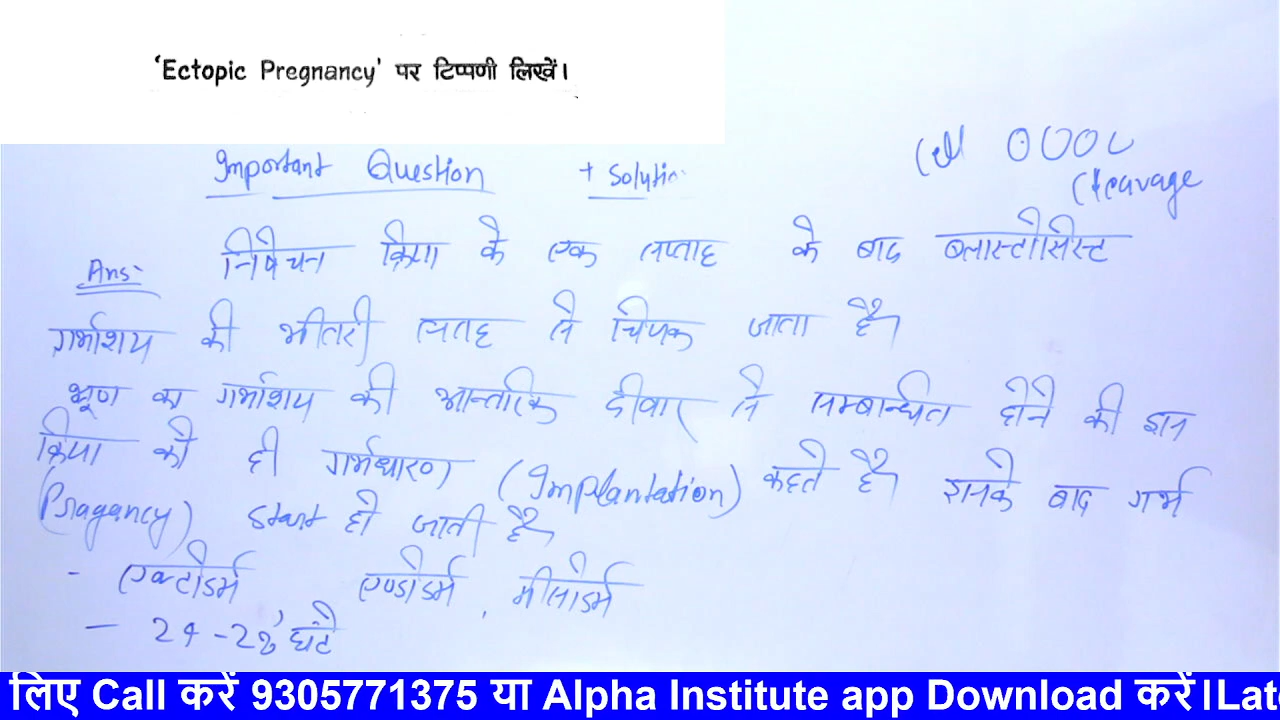 ‘Ectopic Pregnancy’ पर टिप्पणी लिखें।
Cell
Cleavage
Important Question + Solutio
Ans:- निषेचन क्रिया के एक सप्ताह के बाद ब्लास्टोसिस्ट
गर्भाशय की भीतरी सतह से चिपक जाता है।
भ्रूण का गर्भाशय की आन्तरिक दीवार से सम्बन्धित होने की इस
क्रिया को ही गर्भधारण (Implantation) कहते है। इसके बाद गर्भ
(Pragancy) start हो जाती है।
- एक्टोडर्म एण्डोडर्म, मीसोडर्म
- 24-28 घंटे
लिए Call करें 9305771375 या Alpha Institute app Download करें।Lat